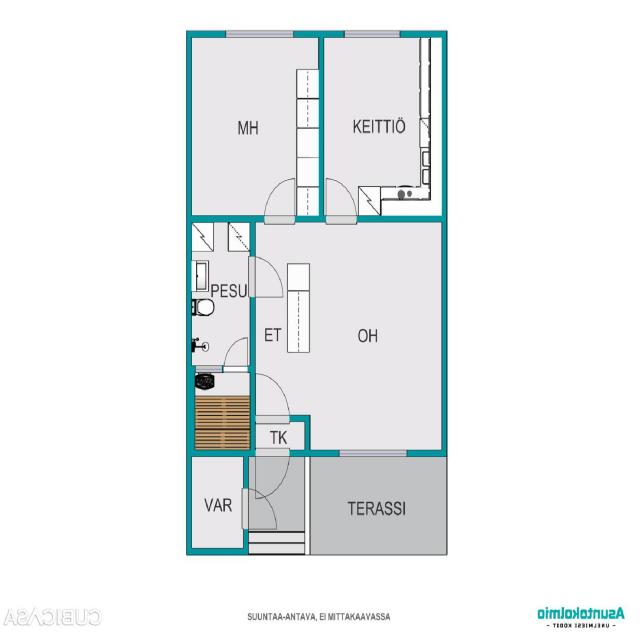 MH
KEITTIÖ
PESU
ET
OH
TK
VAR
TERASSI
SUUNTAA-ANTAVA, EI MITTAKAAVASSA
CUBICASA
Asuntokolmio
- UNELMIESI KODIT -